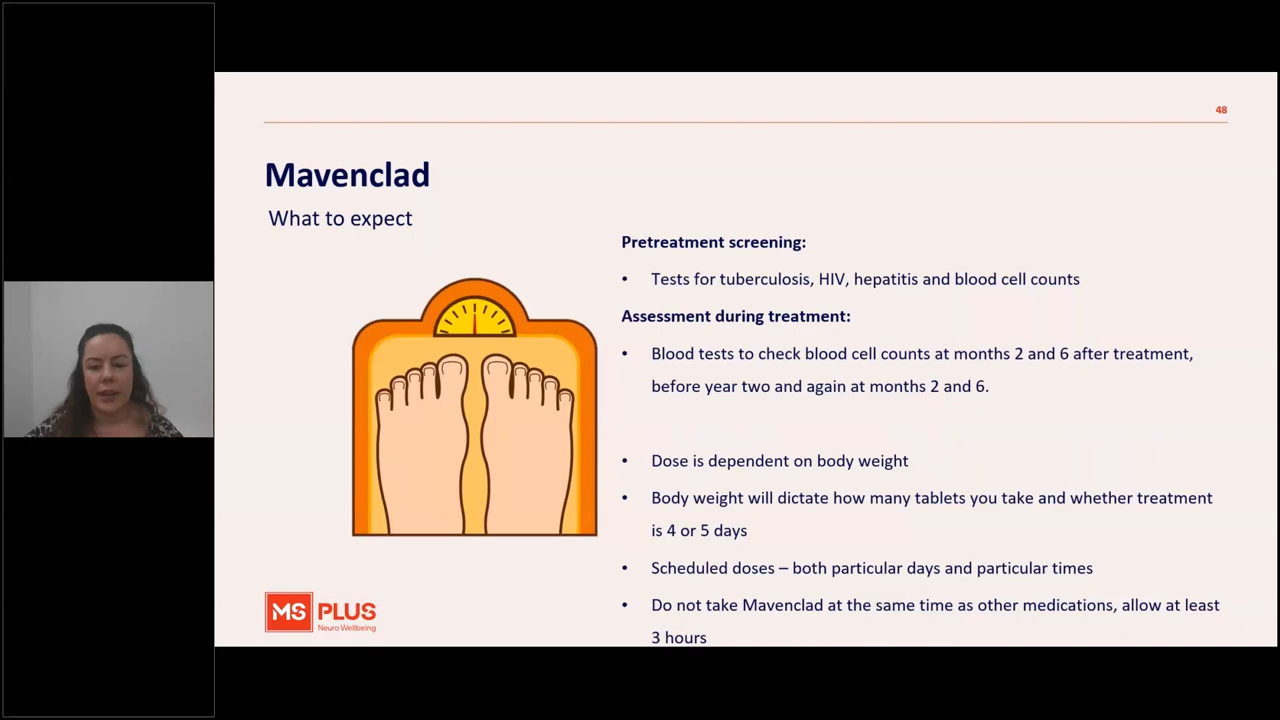 48
Mavenclad
What to expect
Pretreatment screening:
• Tests for tuberculosis, HIV, hepatitis and blood cell counts
Assessment during treatment:
• Blood tests to check blood cell counts at months 2 and 6 after treatment,
before year two and again at months 2 and 6.
• Dose is dependent on body weight
• Body weight will dictate how many tablets you take and whether treatment
is 4 or 5 days
• Scheduled doses – both particular days and particular times
• Do not take Mavenclad at the same time as other medications, allow at least
3 hours
MS PLUS
Neuro Wellbeing